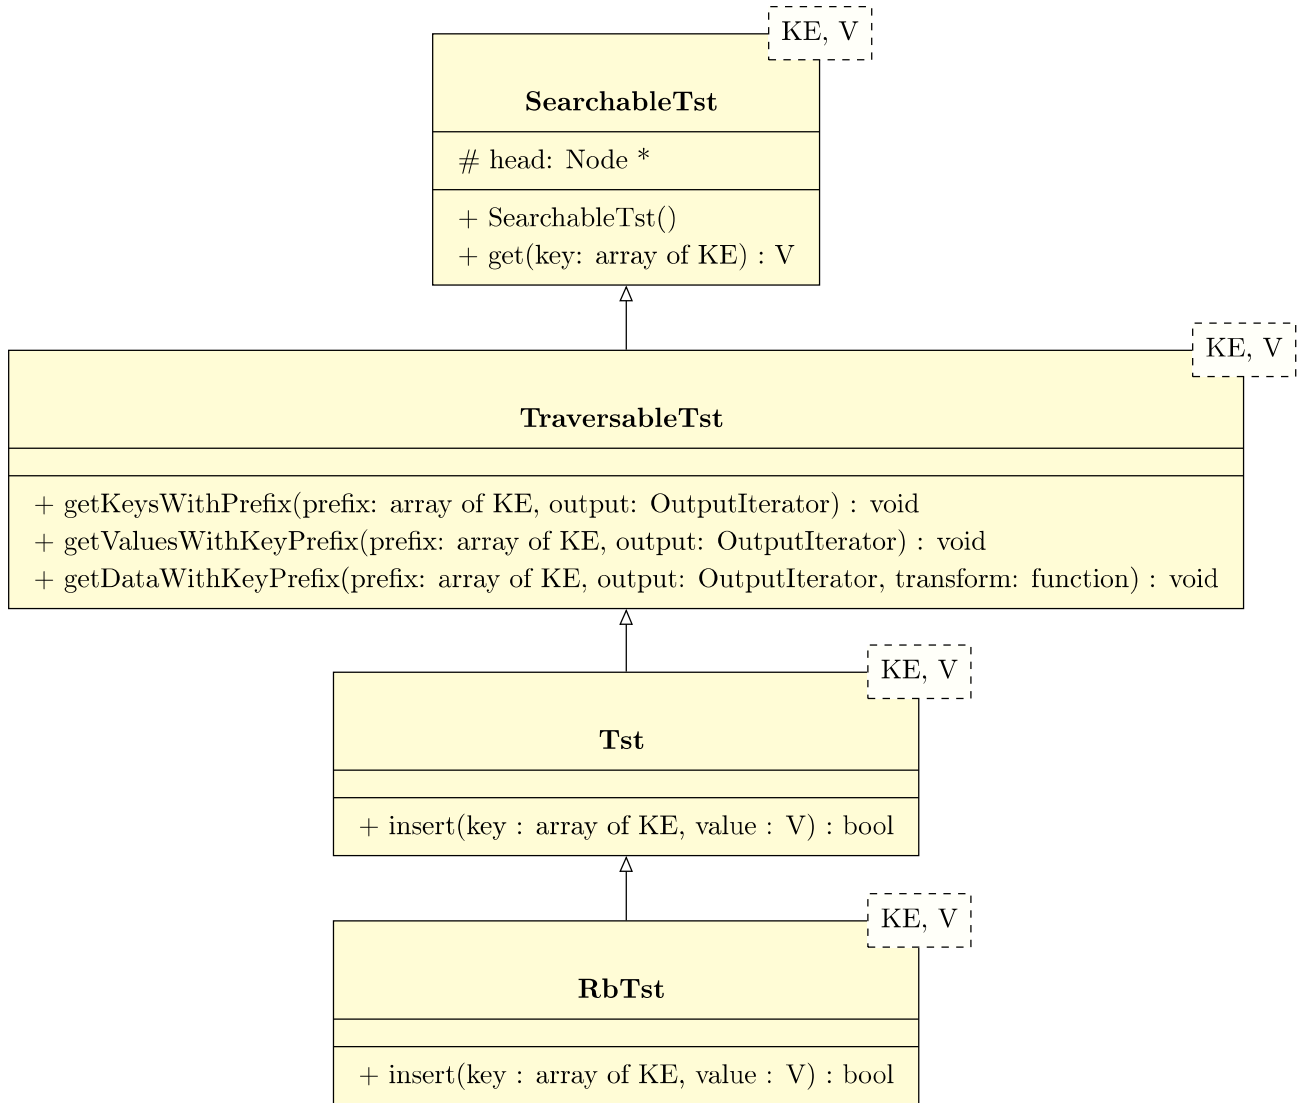 KE, V
SearchableTst
# head: Node *
+ SearchableTst()
+ get(key: array of KE) : V
KE, V
TraversableTst
+ getKeysWithPrefix(prefix: array of KE, output: OutputIterator) : void
+ getValuesWithKeyPrefix(prefix: array of KE, output: OutputIterator) : void
+ getDataWithKeyPrefix(prefix: array of KE, output: OutputIterator, transform: function) : void
KE, V
Tst
+ insert(key : array of KE, value : V) : bool
KE, V
RbTst
+ insert(key : array of KE, value : V) : bool